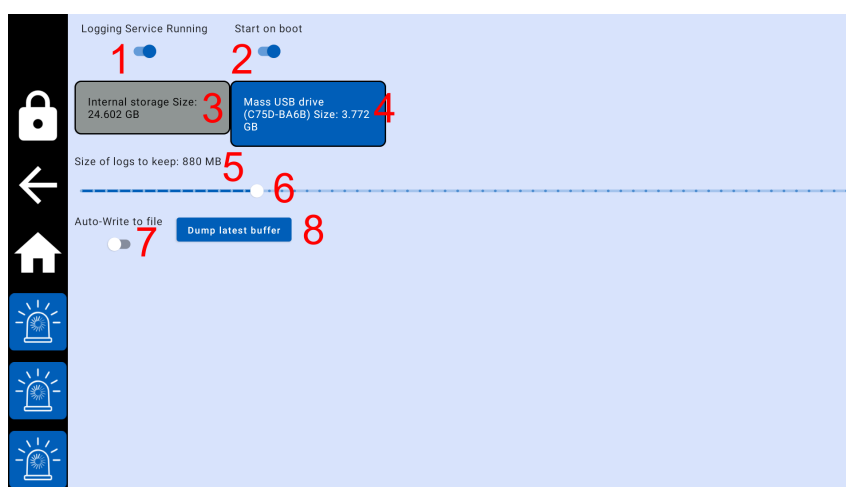 Logging Service Running Start on boot
1 2
Internal storage Size:
24.602 GB
3
Mass USB drive
(C75D-BA6B) Size: 3.772
GB
4
Size of logs to keep: 880 MB 5
6
Auto-Write to file
7
Dump latest buffer 8